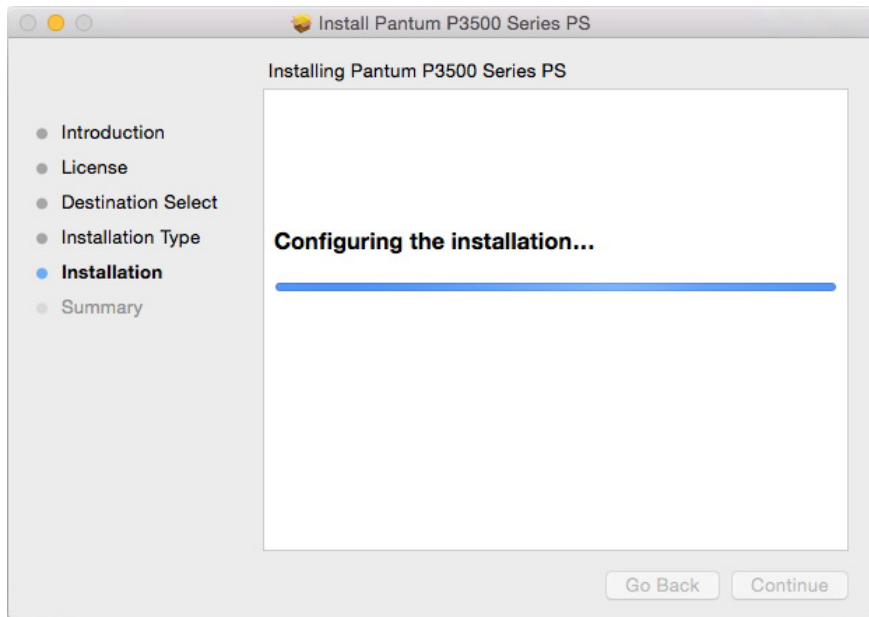 Install Pantum P3500 Series PS
Installing Pantum P3500 Series PS
Introduction
License
Destination Select
Installation Type
Installation
Summary
Configuring the installation...
Go Back
Continue